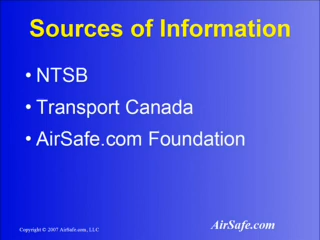 Sources of Information
• NTSB
• Transport Canada
• AirSafe.com Foundation
Copyright © 2007 AirSafe.com, LLC
AirSafe.com